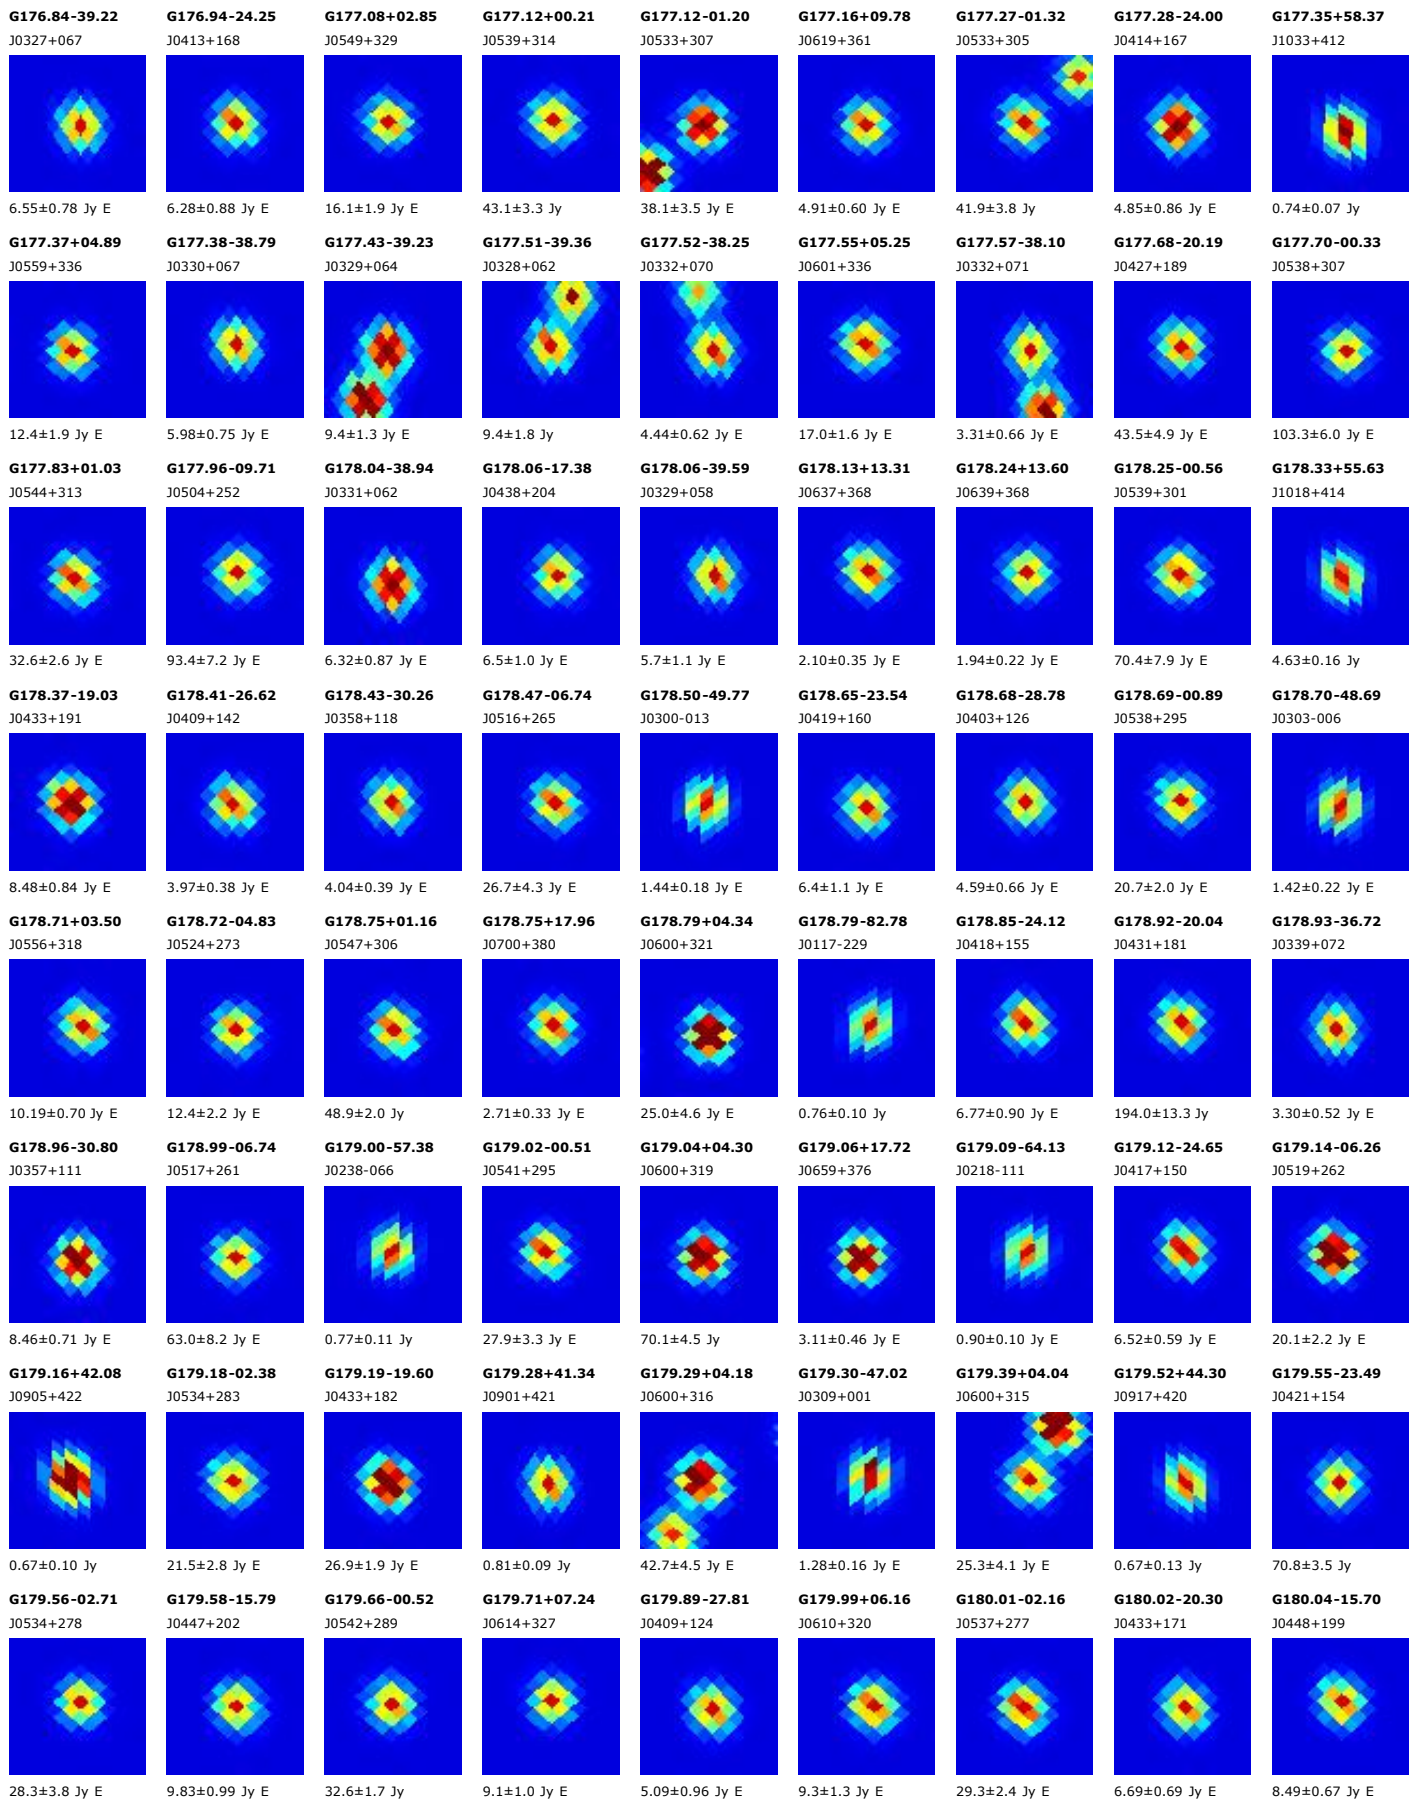 G176.84-39.22 G176.94-24.25 G177.08+02.85 G177.12+00.21 G177.12-01.20 G177.16+09.78 G177.27-01.32 G177.28-24.00 G177.35+58.37
J0327+067 J0413+168 J0549+329 J0539+314 J0533+307 J0619+361 J0533+305 J0414+167 J1033+412
6.55±0.78 Jy E 6.28±0.88 Jy E 16.1±1.9 Jy E 43.1±3.3 Jy 38.1±3.5 Jy E 4.91±0.60 Jy E 41.9±3.8 Jy 4.85±0.86 Jy E 0.74±0.07 Jy
G177.37+04.89 G177.38-38.79 G177.43-39.23 G177.51-39.36 G177.52-38.25 G177.55+05.25 G177.57-38.10 G177.68-20.19 G177.70-00.33
J0559+336 J0330+067 J0329+064 J0328+062 J0332+070 J0601+336 J0332+071 J0427+189 J0538+307
12.4±1.9 Jy E 5.98±0.75 Jy E 9.4±1.3 Jy E 9.4±1.8 Jy 4.44±0.62 Jy E 17.0±1.6 Jy E 3.31±0.66 Jy E 43.5±4.9 Jy E 103.3±6.0 Jy E
G177.83+01.03 G177.96-09.71 G178.04-38.94 G178.06-17.38 G178.06-39.59 G178.13+13.31 G178.24+13.60 G178.25-00.56 G178.33+55.63
J0544+313 J0504+252 J0331+062 J0438+204 J0329+058 J0637+368 J0639+368 J0539+301 J1018+414
32.6±2.6 Jy E 93.4±7.2 Jy E 6.32±0.87 Jy E 6.5±1.0 Jy E 5.7±1.1 Jy E 2.10±0.35 Jy E 1.94±0.22 Jy E 70.4±7.9 Jy E 4.63±0.16 Jy
G178.37-19.03 G178.41-26.62 G178.43-30.26 G178.47-06.74 G178.50-49.77 G178.65-23.54 G178.68-28.78 G178.69-00.89 G178.70-48.69
J0433+191 J0409+142 J0358+118 J0516+265 J0300-013 J0419+160 J0403+126 J0538+295 J0303-006
8.48±0.84 Jy E 3.97±0.38 Jy E 4.04±0.39 Jy E 26.7±4.3 Jy E 1.44±0.18 Jy E 6.4±1.1 Jy E 4.59±0.66 Jy E 20.7±2.0 Jy E 1.42±0.22 Jy E
G178.71+03.50 G178.72-04.83 G178.75+01.16 G178.75+17.96 G178.79+04.34 G178.79-82.78 G178.85-24.12 G178.92-20.04 G178.93-36.72
J0556+318 J0524+273 J0547+306 J0700+380 J0600+321 J0117-229 J0418+155 J0431+181 J0339+072
10.19±0.70 Jy E 12.4±2.2 Jy E 48.9±2.0 Jy 2.71±0.33 Jy E 25.0±4.6 Jy E 0.76±0.10 Jy 6.77±0.90 Jy E 194.0±13.3 Jy 3.30±0.52 Jy E
G178.96-30.80 G178.99-06.74 G179.00-57.38 G179.02-00.51 G179.04+04.30 G179.06+17.72 G179.09-64.13 G179.12-24.65 G179.14-06.26
J0357+111 J0517+261 J0238-066 J0541+295 J0600+319 J0659+376 J0218-111 J0417+150 J0519+262
8.46±0.71 Jy E 63.0±8.2 Jy E 0.77±0.11 Jy 27.9±3.3 Jy E 70.1±4.5 Jy 3.11±0.46 Jy E 0.90±0.10 Jy E 6.52±0.59 Jy E 20.1±2.2 Jy E
G179.16+42.08 G179.18-02.38 G179.19-19.60 G179.28+41.34 G179.29+04.18 G179.30-47.02 G179.39+04.04 G179.52+44.30 G179.55-23.49
J0905+422 J0534+283 J0433+182 J0901+421 J0600+316 J0309+001 J0600+315 J0917+420 J0421+154
0.67±0.10 Jy 21.5±2.8 Jy E 26.9±1.9 Jy E 0.81±0.09 Jy 42.7±4.5 Jy E 1.28±0.16 Jy E 25.3±4.1 Jy E 0.67±0.13 Jy 70.8±3.5 Jy
G179.56-02.71 G179.58-15.79 G179.66-00.52 G179.71+07.24 G179.89-27.81 G179.99+06.16 G180.01-02.16 G180.02-20.30 G180.04-15.70
J0534+278 J0447+202 J0542+289 J0614+327 J0409+124 J0610+320 J0537+277 J0433+171 J0448+199
28.3±3.8 Jy E 9.83±0.99 Jy E 32.6±1.7 Jy 9.1±1.0 Jy E 5.09±0.96 Jy E 9.3±1.3 Jy E 29.3±2.4 Jy E 6.69±0.69 Jy E 8.49±0.67 Jy E